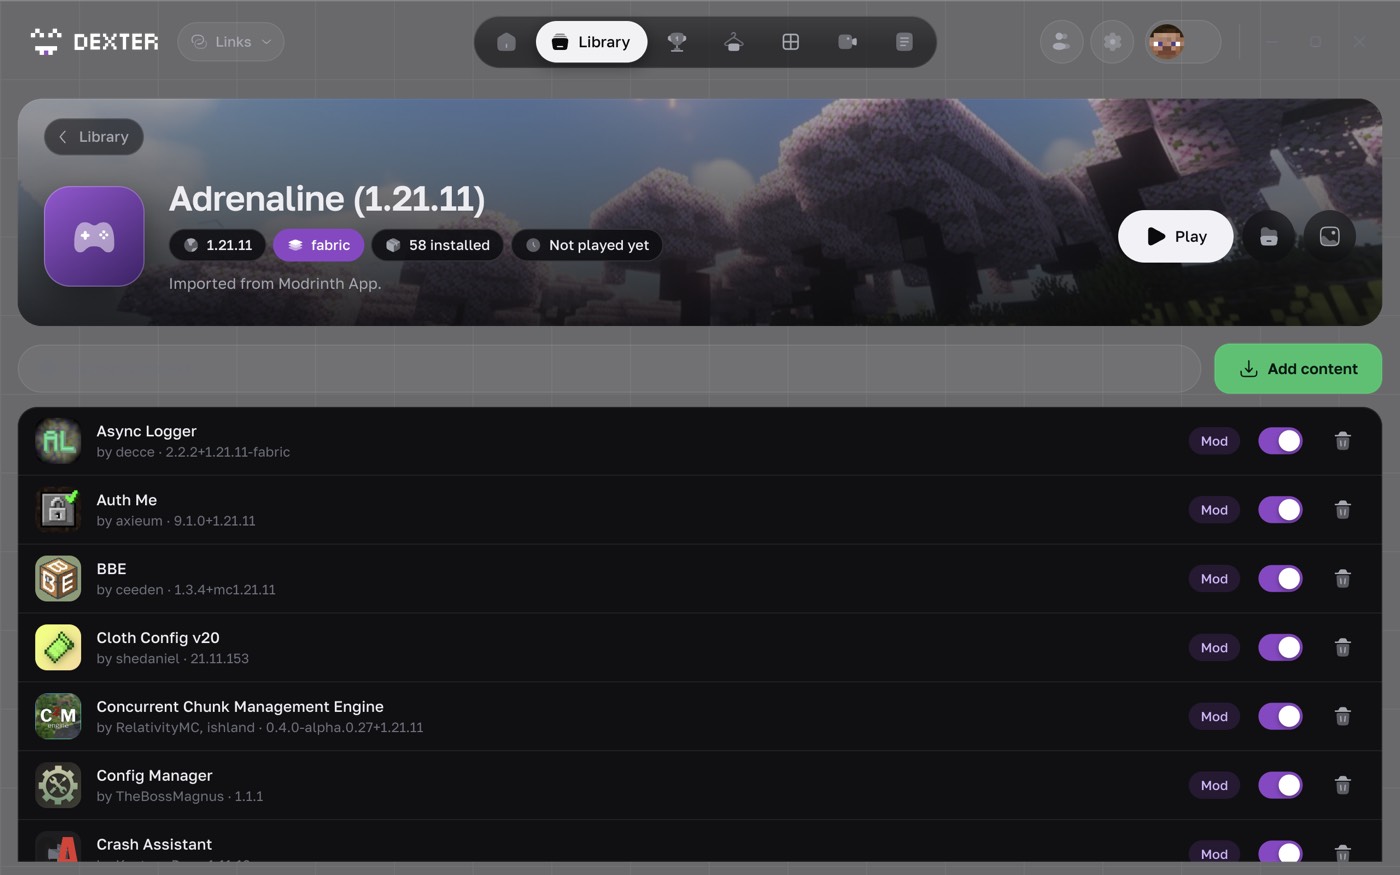 DEXTER
Links
Library
Library
Adrenaline (1.21.11)
1.21.11
fabric
58 installed
Not played yet
Play
Imported from Modrinth App.
Add content
AL
Async Logger
by decce · 2.2.2+1.21.11-fabric
Mod
Auth Me
by axieum · 9.1.0+1.21.11
Mod
BBE
BBE
by ceeden · 1.3.4+mc1.21.11
Mod
Cloth Config v20
by shedaniel · 21.11.153
Mod
C M
engine
Concurrent Chunk Management Engine
by RelativityMC, ishland · 0.4.0-alpha.0.27+1.21.11
Mod
Config Manager
by TheBossMagnus · 1.1.1
Mod
A
Crash Assistant
Mod